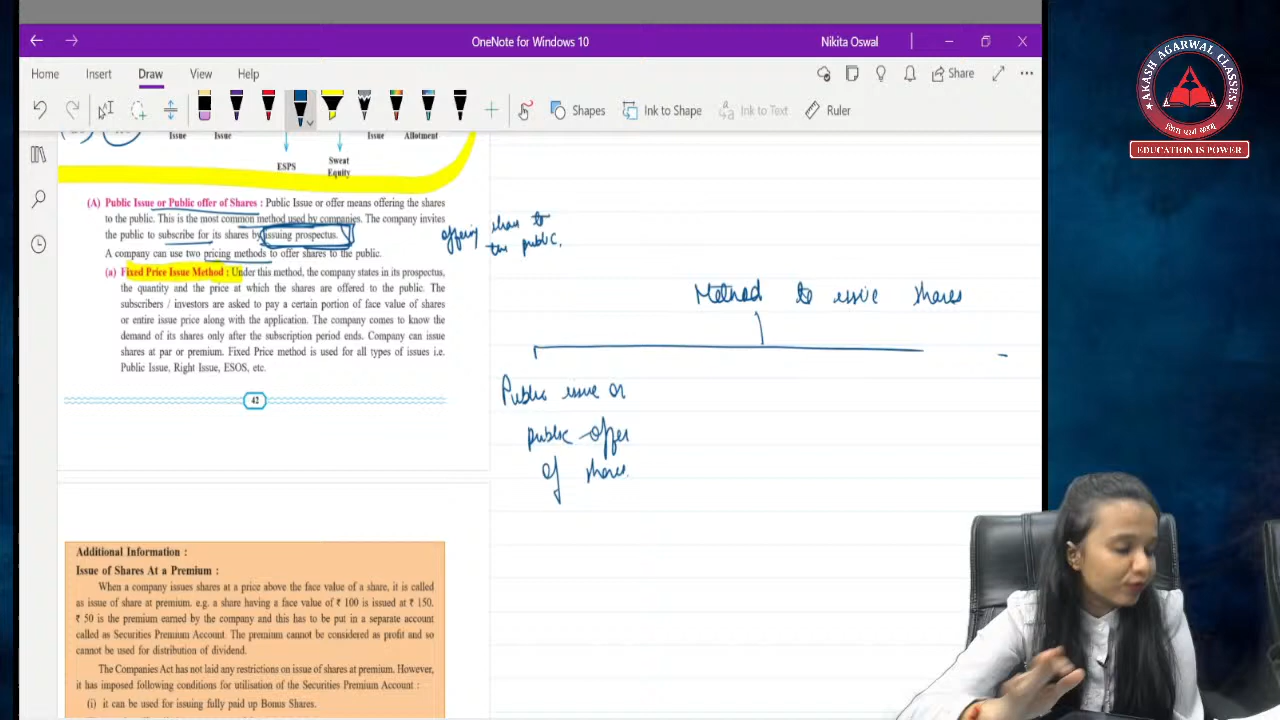 OneNote for Windows 10
Nikita Oswal
Home Insert Draw View Help
Share
Shapes Ink to Shape Ink to Text Ruler
Issue Issue Issue Allotment
ESPS Sweat
Equity
(A) Public Issue or Public offer of Shares : Public Issue or offer means offering the shares
to the public. This is the most common method used by companies. The company invites
the public to subscribe for its shares by issuing prospectus.
A company can use two pricing methods to offer shares to the public.
(a) Fixed Price Issue Method : Under this method, the company states in its prospectus,
the quantity and the price at which the shares are offered to the public. The
subscribers / investors are asked to pay a certain portion of face value of shares
or entire issue price along with the application. The company comes to know the
demand of its shares only after the subscription period ends. Company can issue
shares at par or premium. Fixed Price method is used for all types of issues i.e.
Public Issue, Right Issue, ESOS, etc.
42
Additional Information :
Issue of Shares At a Premium :
When a company issues shares at a price above the face value of a share, it is called
as issue of share at premium. e.g. a share having a face value of ₹ 100 is issued at ₹ 150.
₹ 50 is the premium earned by the company and this has to be put in a separate account
called as Securities Premium Account. The premium cannot be considered as profit and so
cannot be used for distribution of dividend.
The Companies Act has not laid any restrictions on issue of shares at premium. However,
it has imposed following conditions for utilisation of the Securities Premium Account :
(i) it can be used for issuing fully paid up Bonus Shares.
offering share to
the public.
Method to issue shares
Public issue or
public offer
of shares.
AKASH AGARWAL CLASSES
EDUCATION IS POWER.